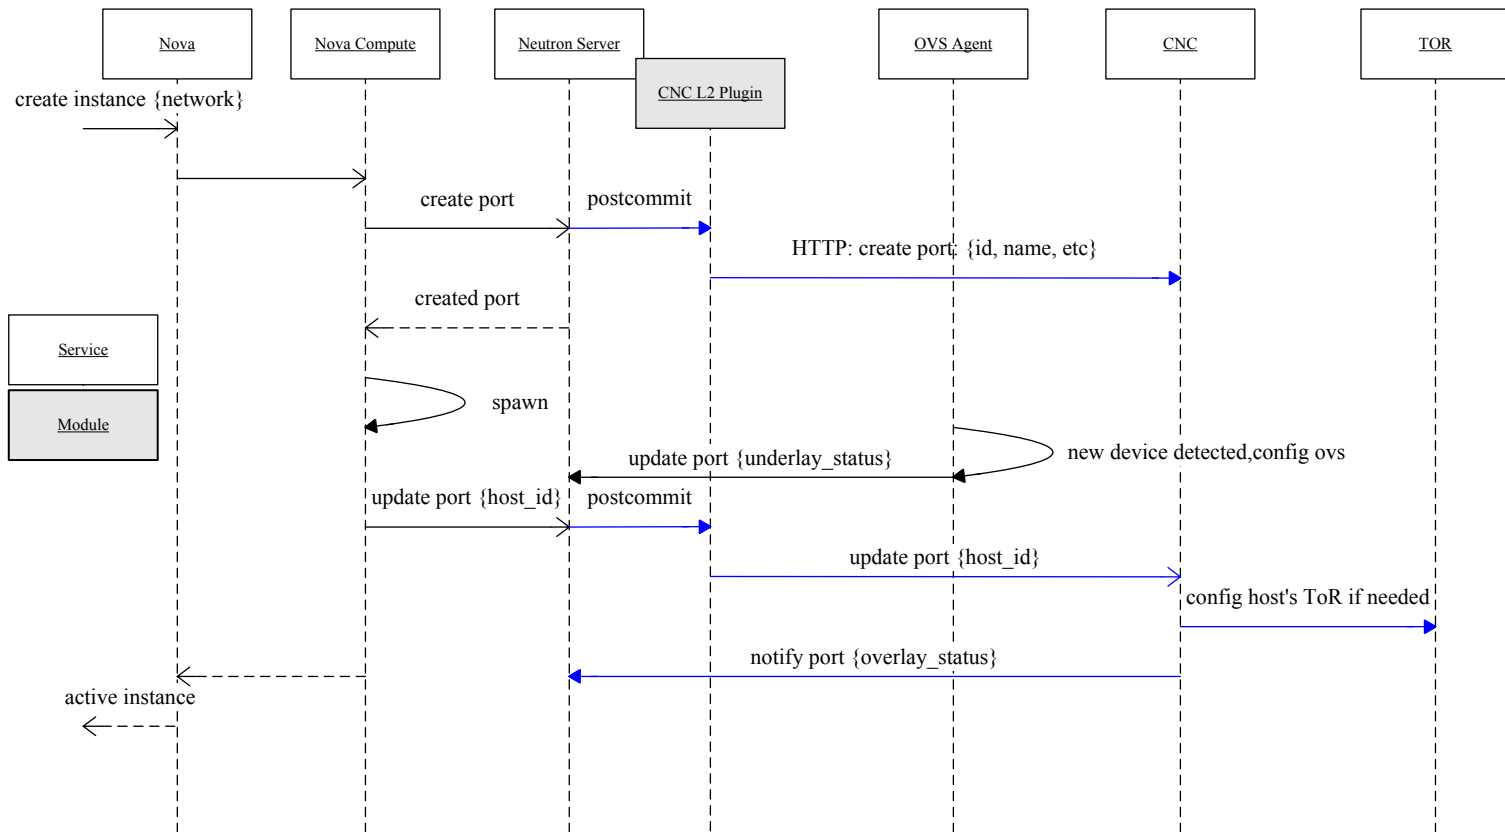 Nova
Nova Compute
Neutron Server
OVS Agent
CNC
TOR
CNC L2 Plugin
create instance {network}
create port
postcommit
HTTP: create port: {id, name, etc}
created port
Service
Module
spawn
new device detected,config ovs
update port {underlay_status}
update port {host_id}
postcommit
update port {host_id}
config host's ToR if needed
notify port {overlay_status}
active instance